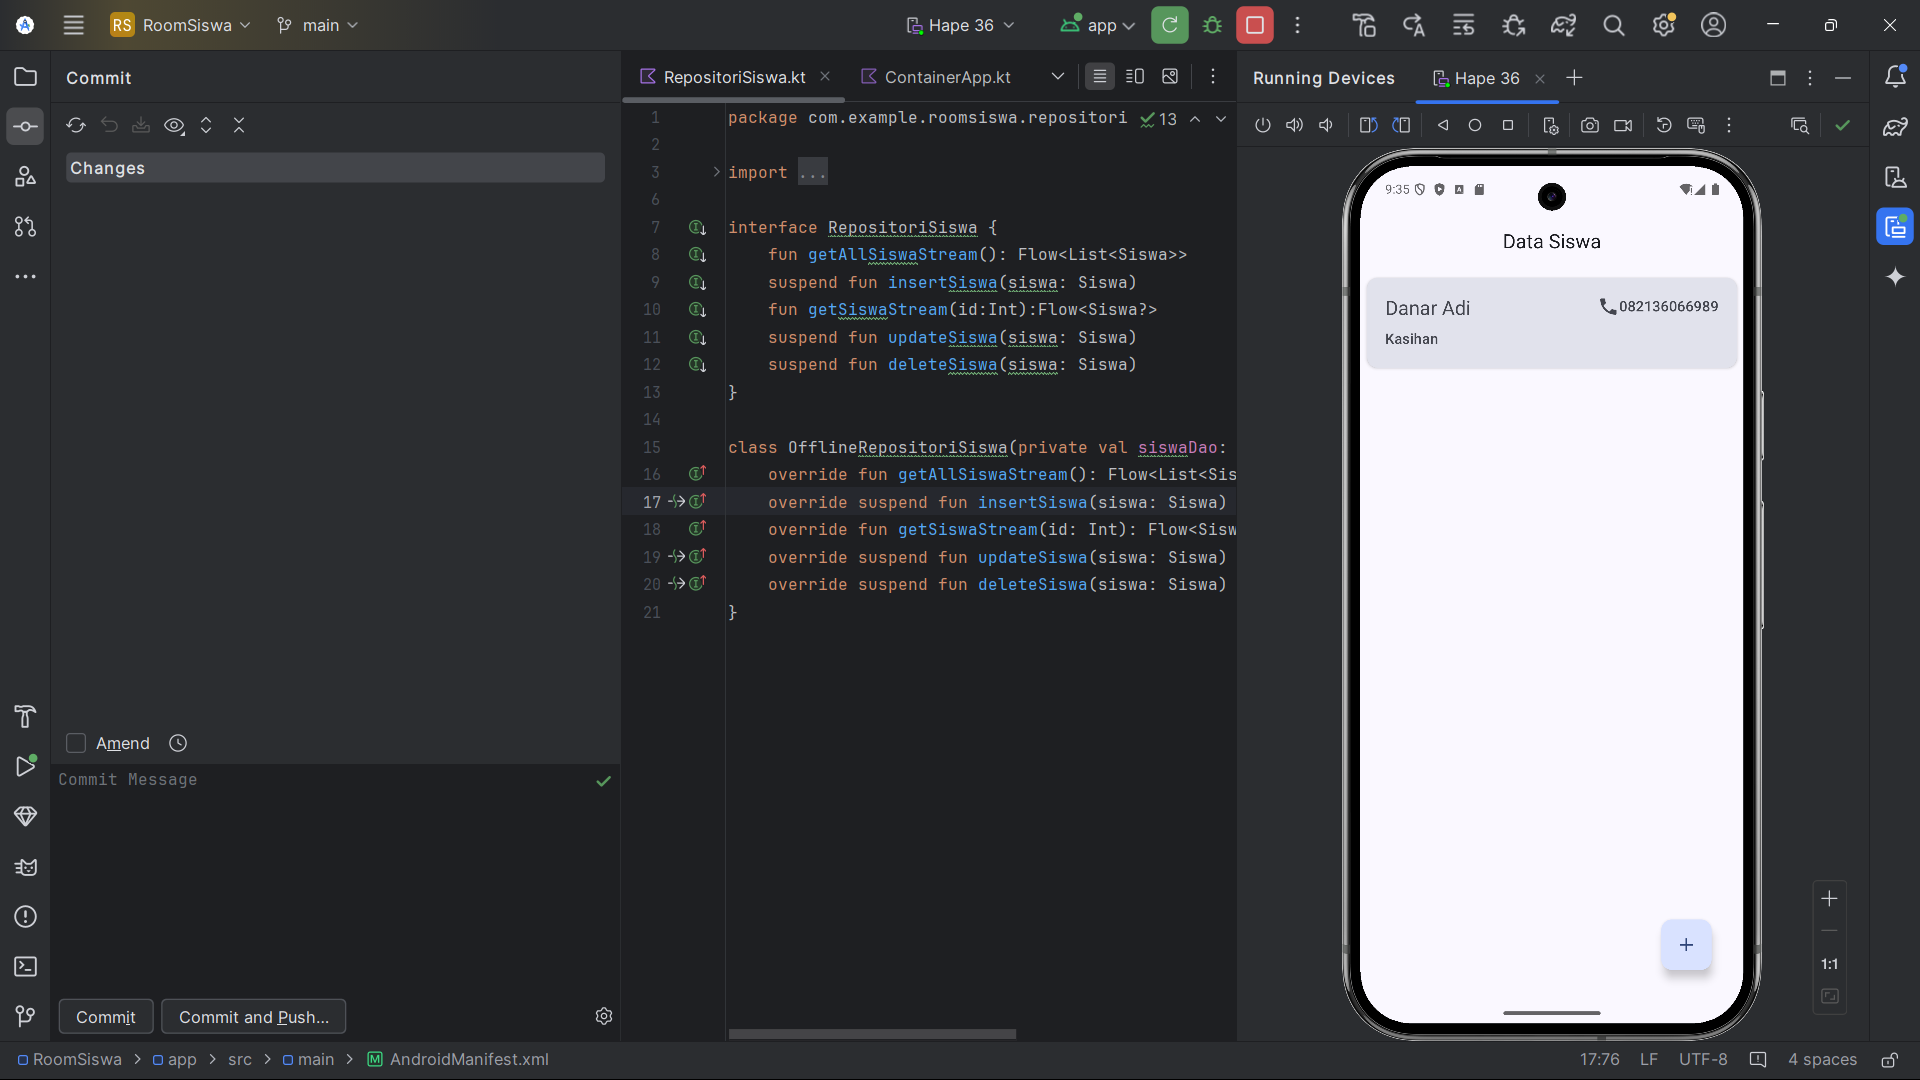 RS RoomSiswa main Hape 36 app
Commit
RepositoriSiswa.kt ContainerApp.kt
Running Devices Hape 36
Changes
1 package com.example.roomsiswa.repositori 13
2
3 import ...
6
7 interface RepositoriSiswa {
8 fun getAllSiswaStream(): Flow<List<Siswa>>
9 suspend fun insertSiswa(siswa: Siswa)
10 fun getSiswaStream(id:Int):Flow<Siswa?>
11 suspend fun updateSiswa(siswa: Siswa)
12 suspend fun deleteSiswa(siswa: Siswa)
13 }
14
15 class OfflineRepositoriSiswa(private val siswaDao:
16 override fun getAllSiswaStream(): Flow<List<Sis
17 override suspend fun insertSiswa(siswa: Siswa)
18 override fun getSiswaStream(id: Int): Flow<Sisw
19 override suspend fun updateSiswa(siswa: Siswa)
20 override suspend fun deleteSiswa(siswa: Siswa)
21 }
9:35
Data Siswa
Danar Adi 082136066989
Kasihan
+
1:1
Amend
Commit Message
Commit Commit and Push...
RoomSiswa > app > src > main > AndroidManifest.xml
17:76 LF UTF-8 4 spaces